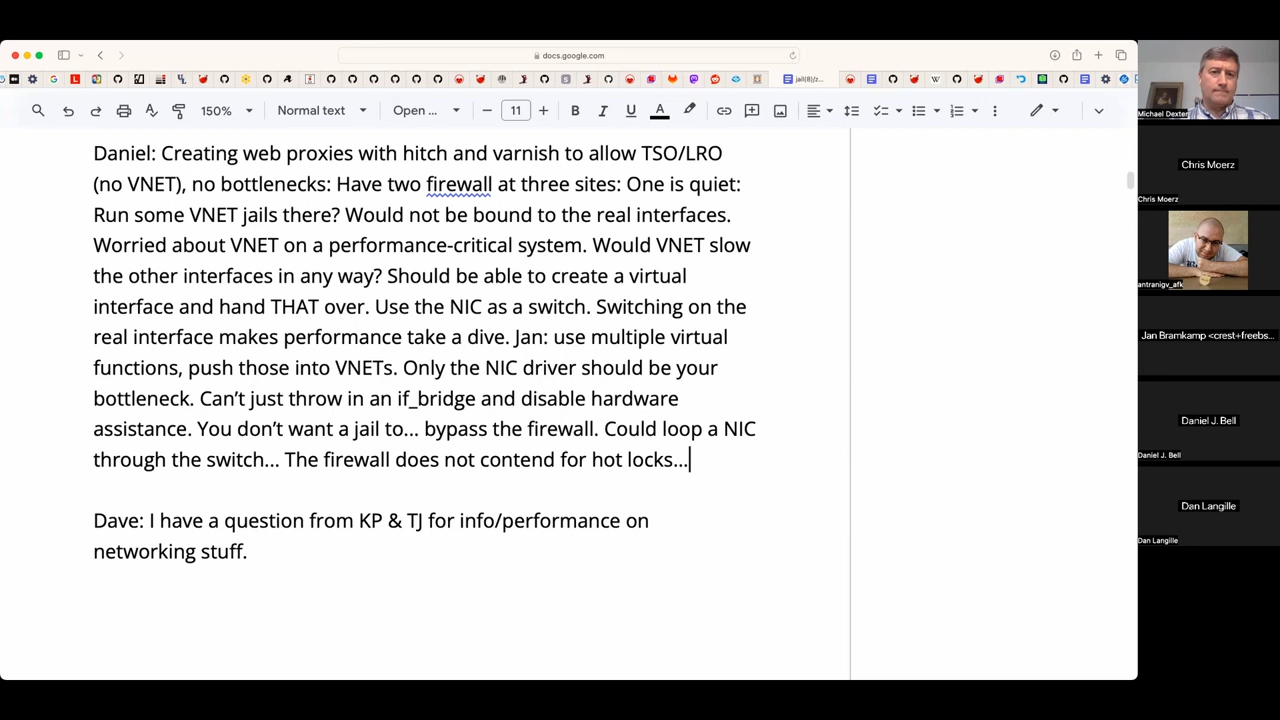 docs.google.com
jail(8)/z...
150%
Normal text
Open ...
11
Daniel: Creating web proxies with hitch and varnish to allow TSO/LRO
(no VNET), no bottlenecks: Have two firewall at three sites: One is quiet:
Run some VNET jails there? Would not be bound to the real interfaces.
Worried about VNET on a performance-critical system. Would VNET slow
the other interfaces in any way? Should be able to create a virtual
interface and hand THAT over. Use the NIC as a switch. Switching on the
real interface makes performance take a dive. Jan: use multiple virtual
functions, push those into VNETs. Only the NIC driver should be your
bottleneck. Can’t just throw in an if_bridge and disable hardware
assistance. You don’t want a jail to... bypass the firewall. Could loop a NIC
through the switch... The firewall does not contend for hot locks...
Dave: I have a question from KP & TJ for info/performance on
networking stuff.
Michael Dexter
Chris Moerz
Chris Moerz
antranigv_afk
Jan Bramkamp <crest+freebs...
Daniel J. Bell
Daniel J. Bell
Dan Langille
Dan Langille